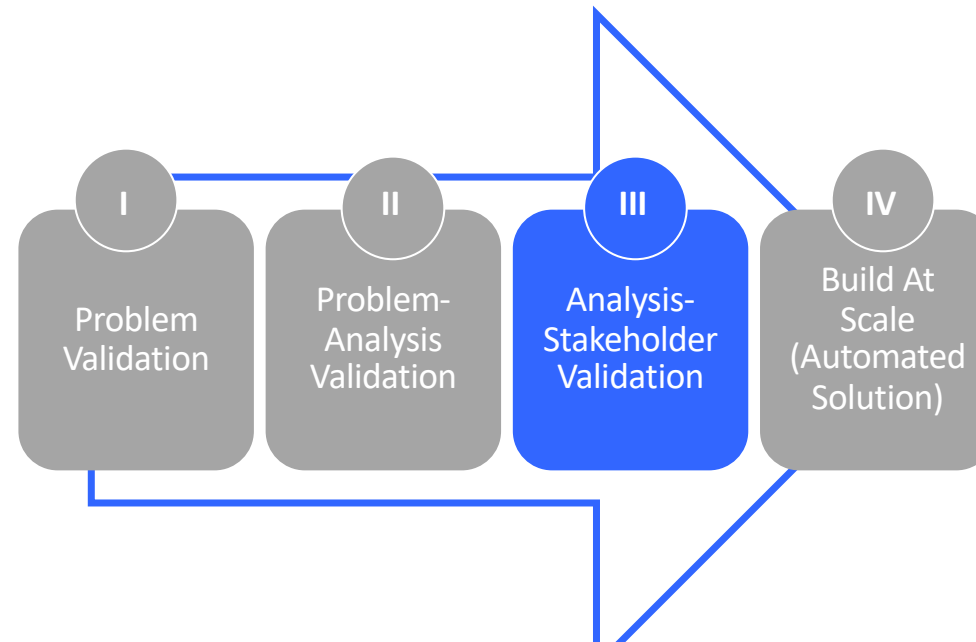 I
Problem
Validation
II
Problem-
Analysis
Validation
III
Analysis-
Stakeholder
Validation
IV
Build At
Scale
(Automated
Solution)